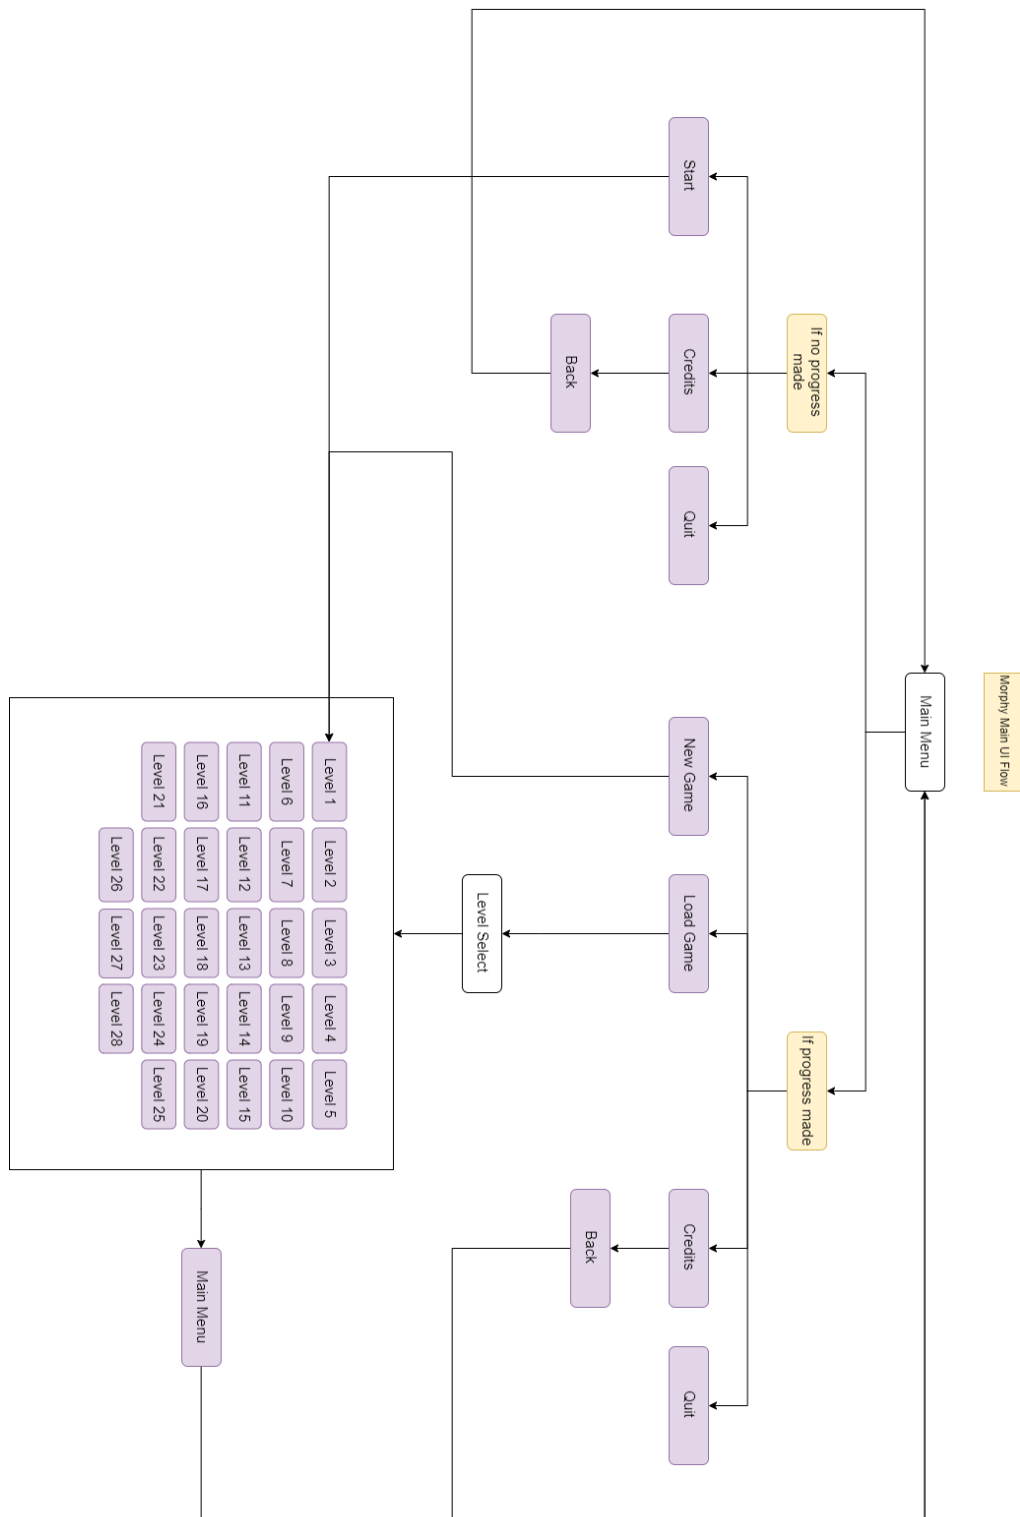 Morphy Main UI Flow
Main Menu
If no progress
made
If progress made
Start
Credits
Quit
New Game
Load Game
Credits
Quit
Back
Back
Level Select
Level 1
Level 2
Level 3
Level 4
Level 5
Level 6
Level 7
Level 8
Level 9
Level 10
Level 11
Level 12
Level 13
Level 14
Level 15
Level 16
Level 17
Level 18
Level 19
Level 20
Level 21
Level 22
Level 23
Level 24
Level 25
Level 26
Level 27
Level 28
Main Menu